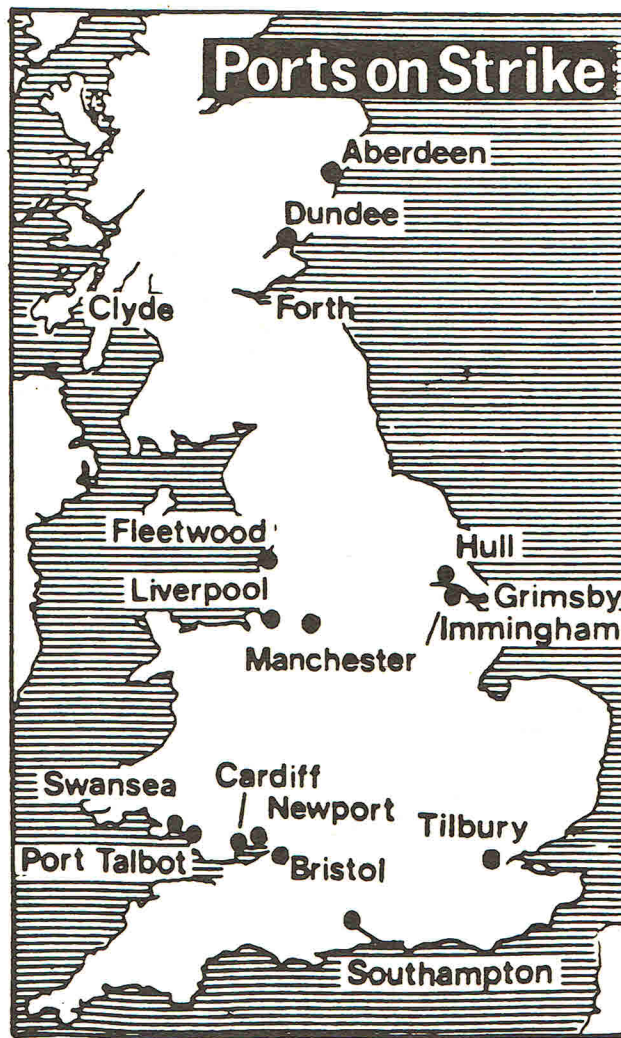 Ports on Strike
Aberdeen
Dundee
Clyde
Forth
Fleetwood
Hull
Liverpool
Grimsby
/Immingham
Manchester
Swansea
Cardiff
Newport
Tilbury
Port Talbot
Bristol
Southampton